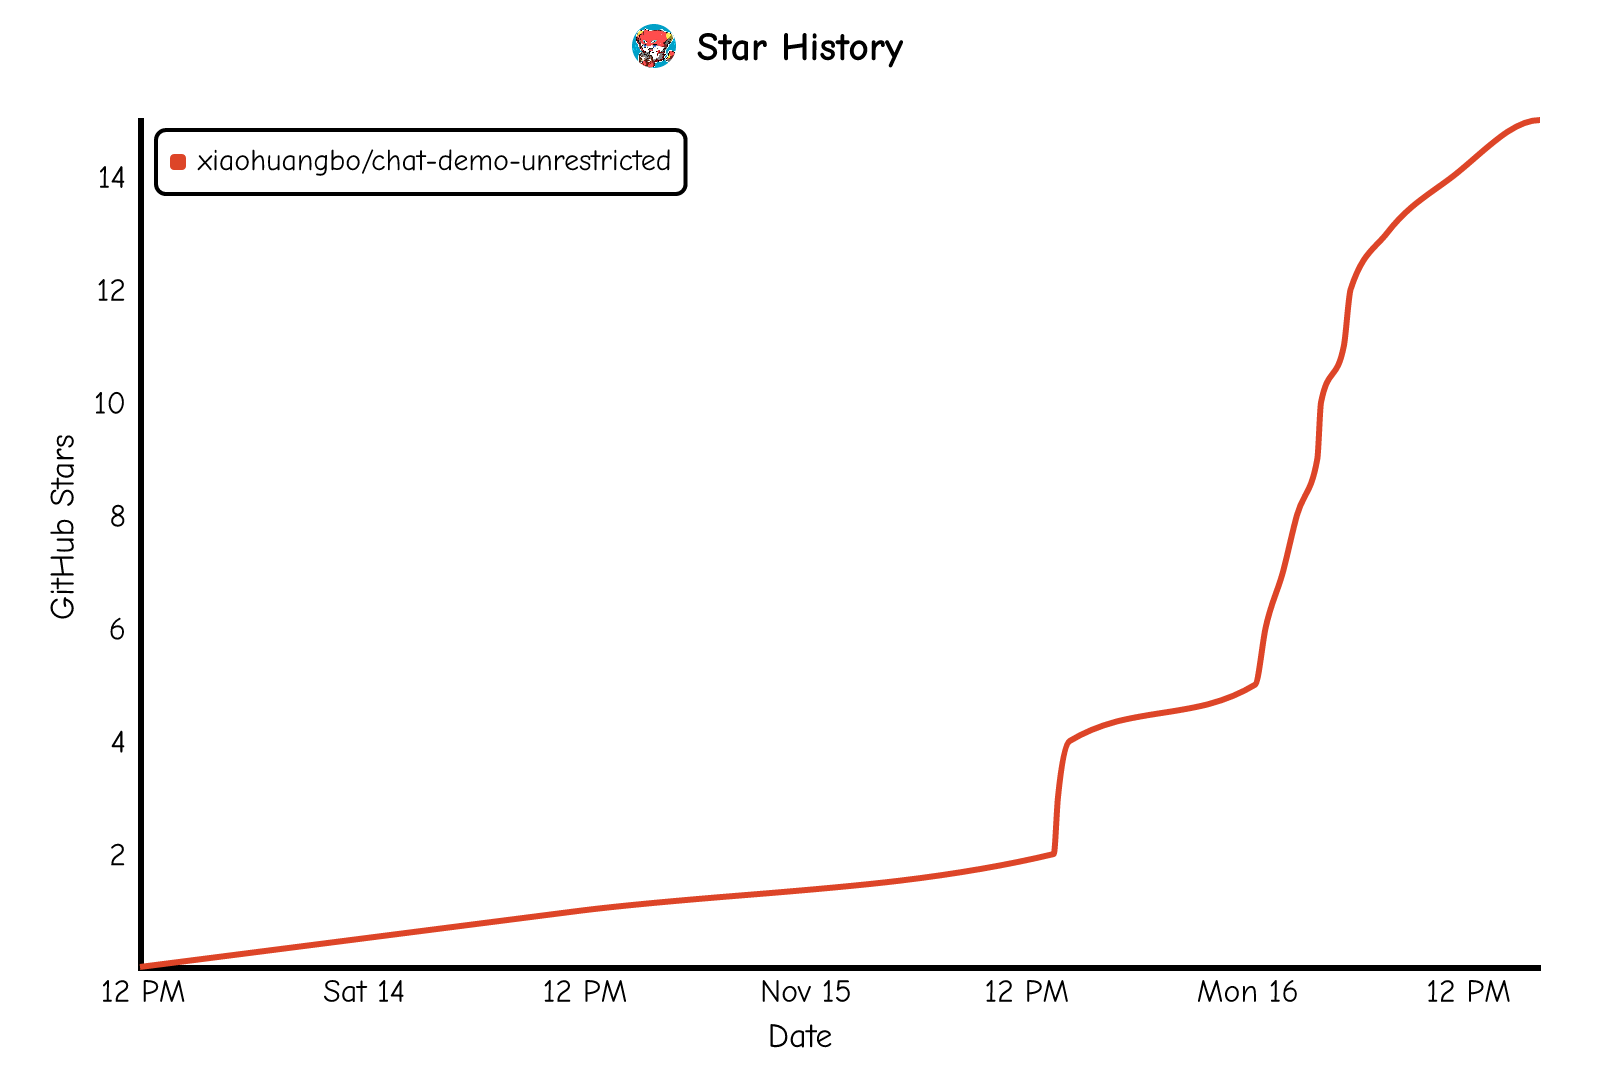 Star History
xiaohuangbo/chat-demo-unrestricted
14
12
10
8
6
4
2
GitHub Stars
12 PM
Sat 14
12 PM
Nov 15
12 PM
Mon 16
12 PM
Date